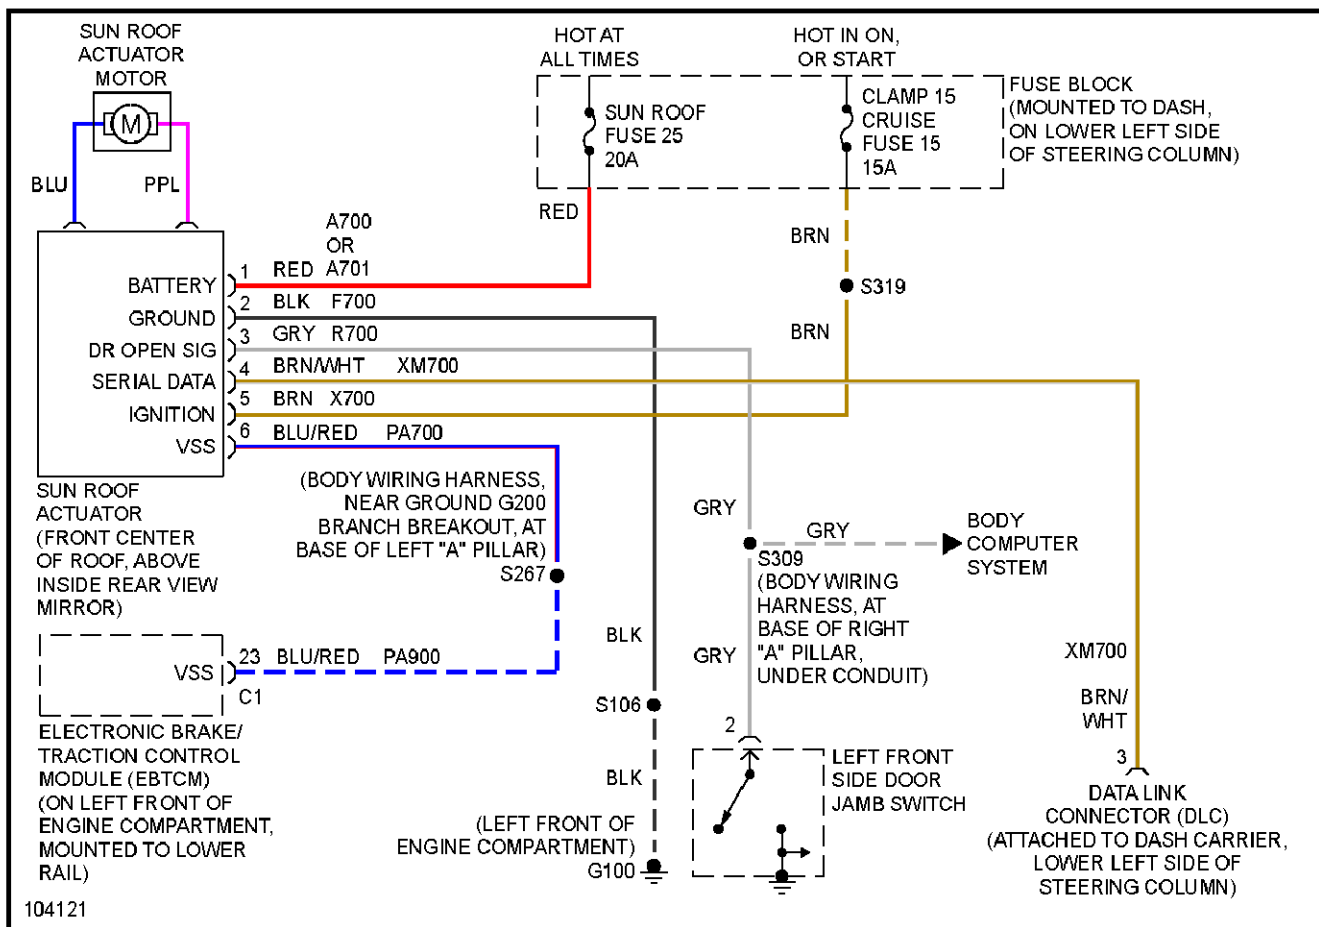 SUN ROOF
ACTUATOR
MOTOR
M
BLU
PPL
HOT AT
ALL TIMES
HOT IN ON,
OR START
SUN ROOF
FUSE 25
20A
CLAMP 15
CRUISE
FUSE 15
15A
FUSE BLOCK
(MOUNTED TO DASH,
ON LOWER LEFT SIDE
OF STEERING COLUMN)
RED
BRN
S319
BRN
A700
OR
BATTERY 1 RED A701
GROUND 2 BLK F700
DR OPEN SIG 3 GRY R700
SERIAL DATA 4 BRN/WHT XM700
IGNITION 5 BRN X700
VSS 6 BLU/RED PA700
SUN ROOF
ACTUATOR
(FRONT CENTER
OF ROOF, ABOVE
INSIDE REAR VIEW
MIRROR)
(BODY WIRING HARNESS,
NEAR GROUND G200
BRANCH BREAKOUT, AT
BASE OF LEFT "A" PILLAR)
S267
VSS 23 BLU/RED PA900
C1
ELECTRONIC BRAKE/
TRACTION CONTROL
MODULE (EBTCM)
(ON LEFT FRONT OF
ENGINE COMPARTMENT,
MOUNTED TO LOWER
RAIL)
BLK
S106
BLK
(LEFT FRONT OF
ENGINE COMPARTMENT)
G100
GRY
GRY
BODY
COMPUTER
SYSTEM
S309
(BODY WIRING
HARNESS, AT
BASE OF RIGHT
"A" PILLAR,
UNDER CONDUIT)
GRY
2
LEFT FRONT
SIDE DOOR
JAMB SWITCH
XM700
BRN/
WHT
3
DATA LINK
CONNECTOR (DLC)
(ATTACHED TO DASH CARRIER,
LOWER LEFT SIDE OF
STEERING COLUMN)
104121